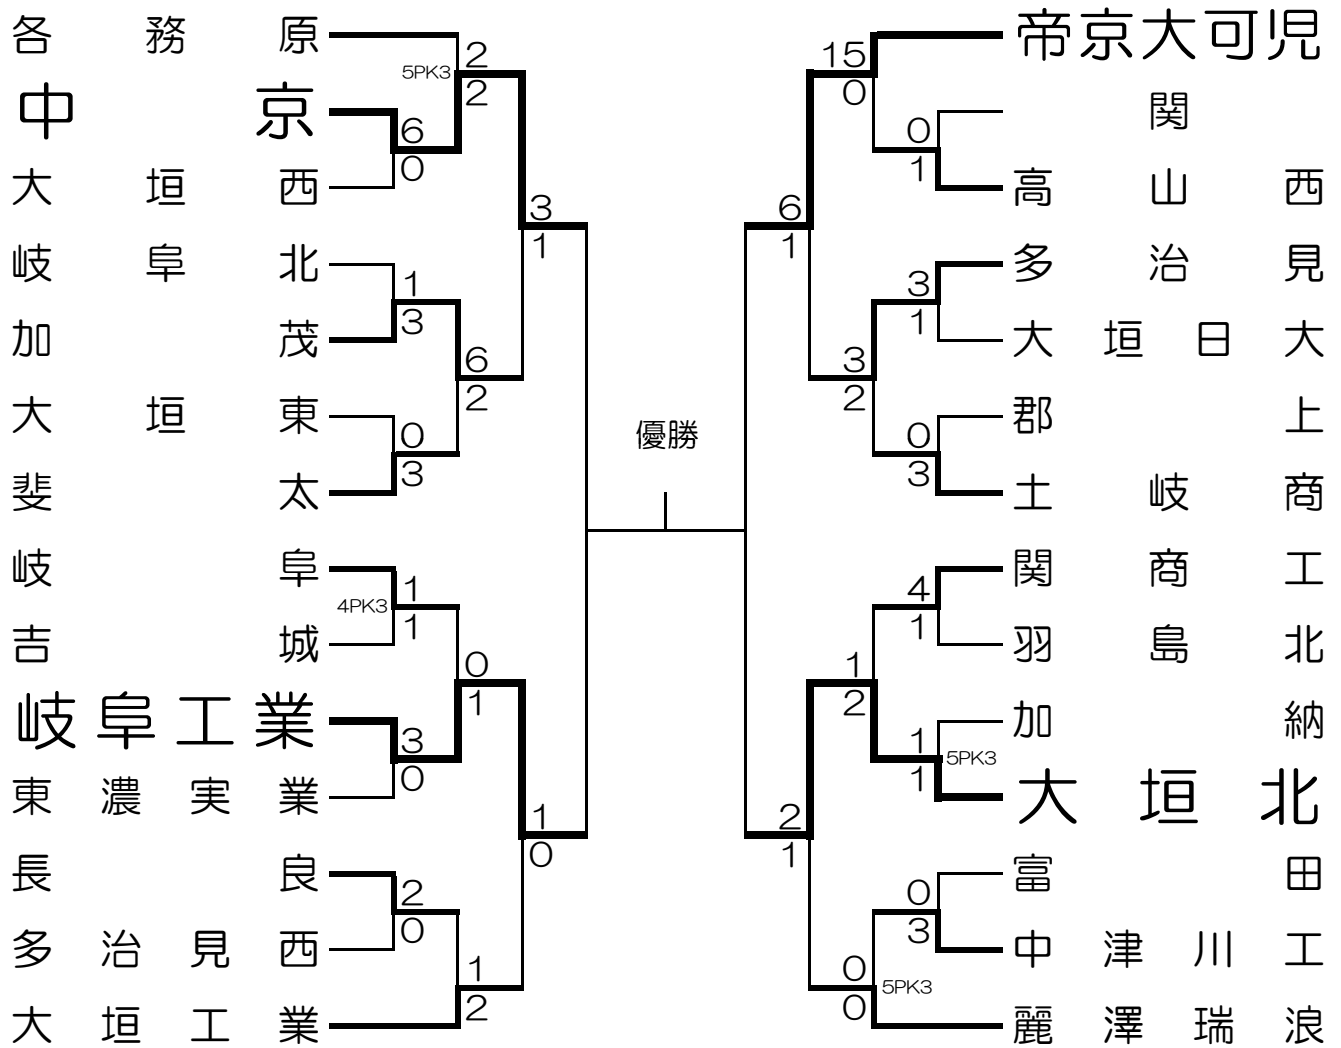 各務原
中京
大垣西
岐阜北
加茂
大垣東
斐太
岐阜
吉城
岐阜工業
東濃実業
長良
多治見西
大垣工業
2
5PK3
2
6
0
3
1
1
3
6
2
0
3
1
4PK3
1
0
1
3
0
1
0
2
0
1
2
優勝
15
0
0
1
6
1
3
1
3
2
0
3
4
1
1
2
1
5PK3
1
2
1
0
3
0
5PK3
0
帝京大可児
関
高山西
多治見
大垣日大
郡上
土岐商
関商工
羽島北
加納
大垣北
富田
中津川工
麗澤瑞浪